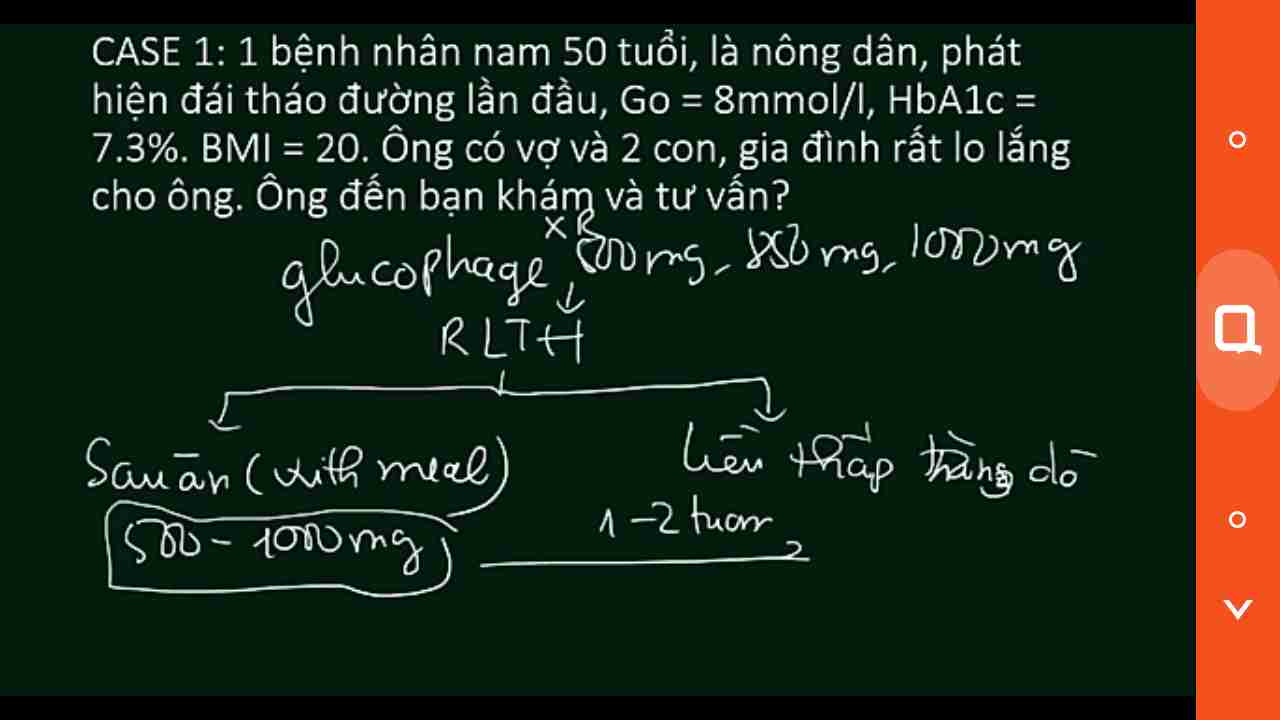 CASE 1: 1 bệnh nhân nam 50 tuổi, là nông dân, phát
hiện đái tháo đường lần đầu, Go = 8mmol/l, HbA1c =
7.3%. BMI = 20. Ông có vợ và 2 con, gia đình rất lo lắng
cho ông. Ông đến bạn khám và tư vấn?
XR
glucophage 500mg, 850mg, 1000mg
RLTH
Sau ăn (with meal)
liều thấp tăng dò
500 - 1000mg
1-2 tuần